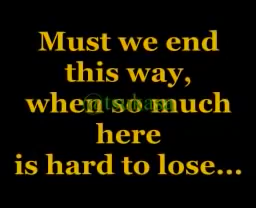 Must we end
this way,
when so much
here
is hard to lose...